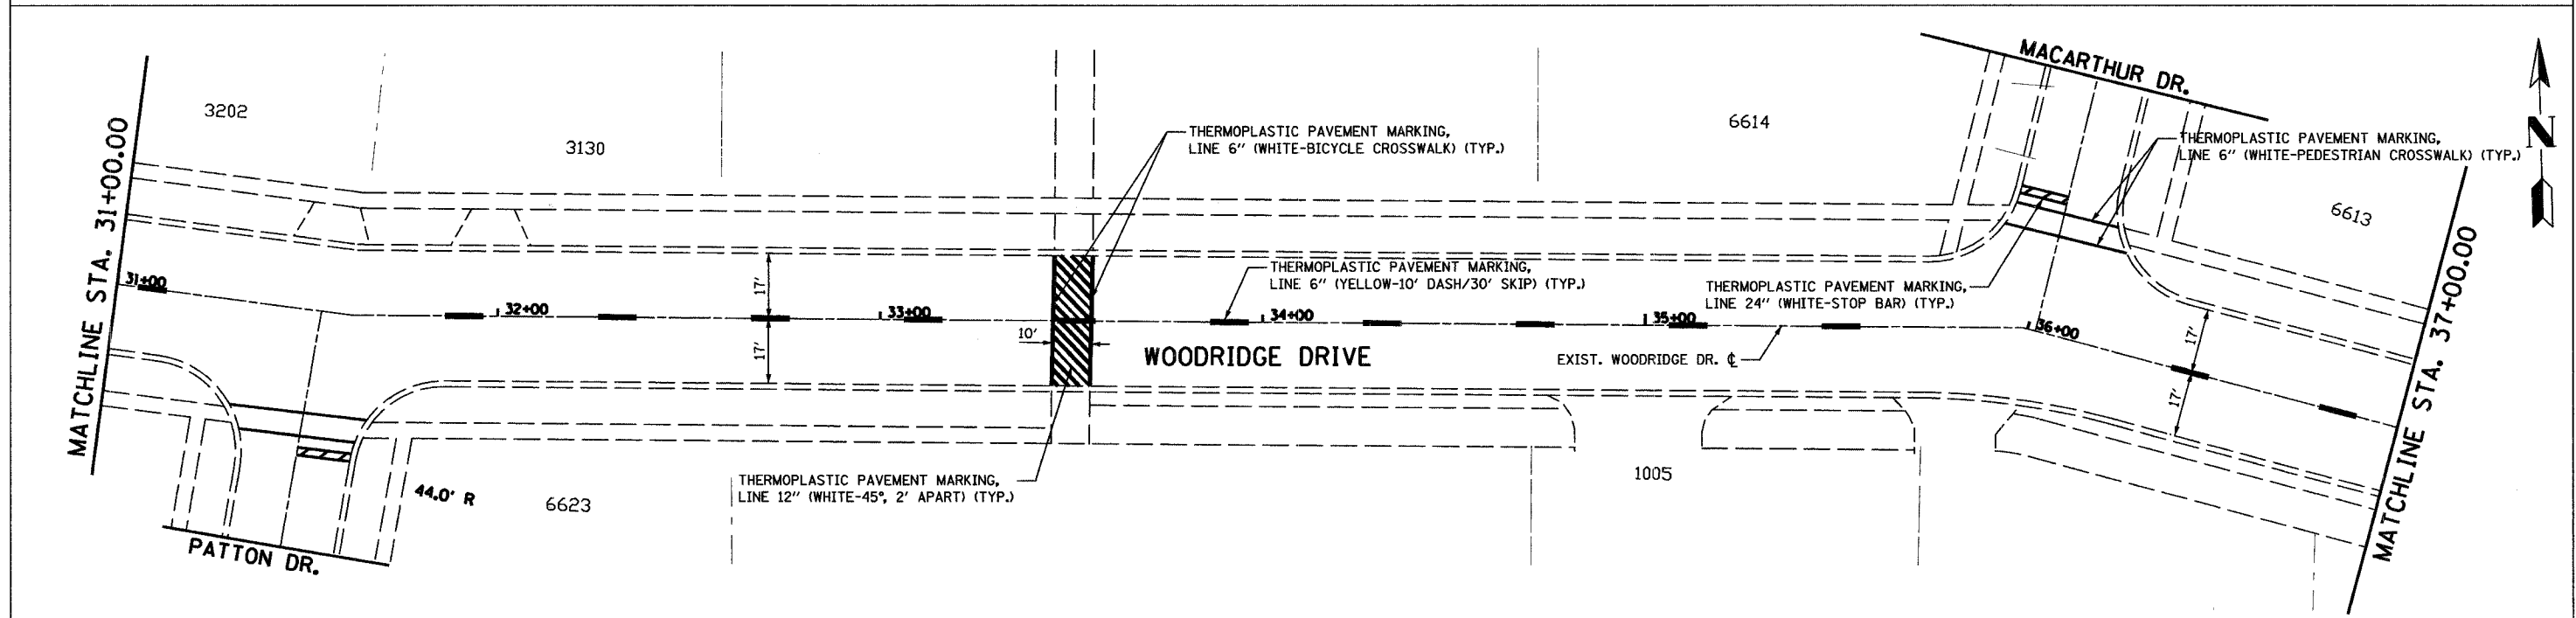 MACARTHUR DR.
N
3202
3130
6614
6613
MATCHLINE STA. 31+00.00
THERMOPLASTIC PAVEMENT MARKING,
LINE 6" (WHITE-BICYCLE CROSSWALK) (TYP.)
THERMOPLASTIC PAVEMENT MARKING,
LINE 6" (WHITE-PEDESTRIAN CROSSWALK) (TYP.)
THERMOPLASTIC PAVEMENT MARKING,
LINE 6" (YELLOW-10' DASH/30' SKIP) (TYP.)
THERMOPLASTIC PAVEMENT MARKING,
LINE 24" (WHITE-STOP BAR) (TYP.)
31+00
32+00
33+00
34+00
35+00
36+00
17'
17'
10'
17'
17'
WOODRIDGE DRIVE
EXIST. WOODRIDGE DR. ℄
MATCHLINE STA. 37+00.00
THERMOPLASTIC PAVEMENT MARKING,
LINE 12" (WHITE-45°, 2' APART) (TYP.)
44.0' R
6623
1005
PATTON DR.